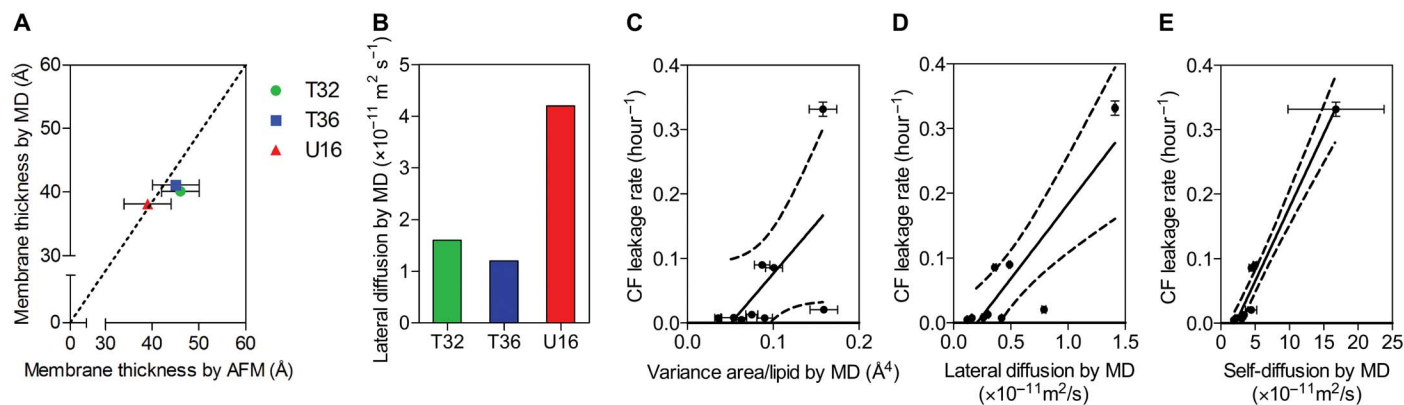 A
Membrane thickness by MD (Å)
60
50
40
30
0
0
30
40
50
60
Membrane thickness by AFM (Å)
T32
T36
U16
B
Lateral diffusion by MD (×10⁻¹¹ m² s⁻¹)
5
4
3
2
1
0
T32
T36
U16
C
CF leakage rate (hour⁻¹)
0.4
0.3
0.2
0.1
0.0
0.0
0.1
0.2
Variance area/lipid by MD (Å⁴)
D
CF leakage rate (hour⁻¹)
0.4
0.3
0.2
0.1
0.0
0.0
0.5
1.0
1.5
Lateral diffusion by MD
(×10⁻¹¹m²/s)
E
CF leakage rate (hour⁻¹)
0.4
0.3
0.2
0.1
0.0
0
5
10
15
20
25
Self-diffusion by MD
(×10⁻¹¹m²/s)